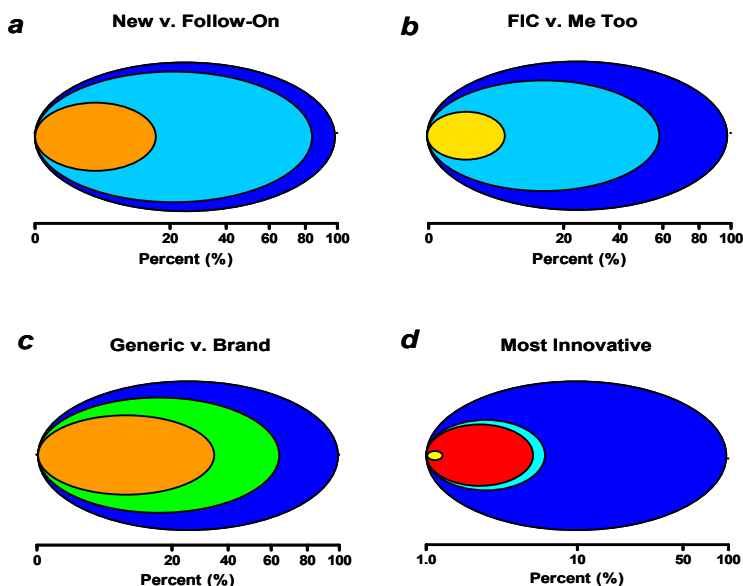 a
New v. Follow-On
b
FIC v. Me Too
0 20 40 60 80 100
Percent (%)
0 20 40 60 80 100
Percent (%)
c
Generic v. Brand
d
Most Innovative
0 20 40 60 80 100
Percent (%)
1.0 10 50 100
Percent (%)